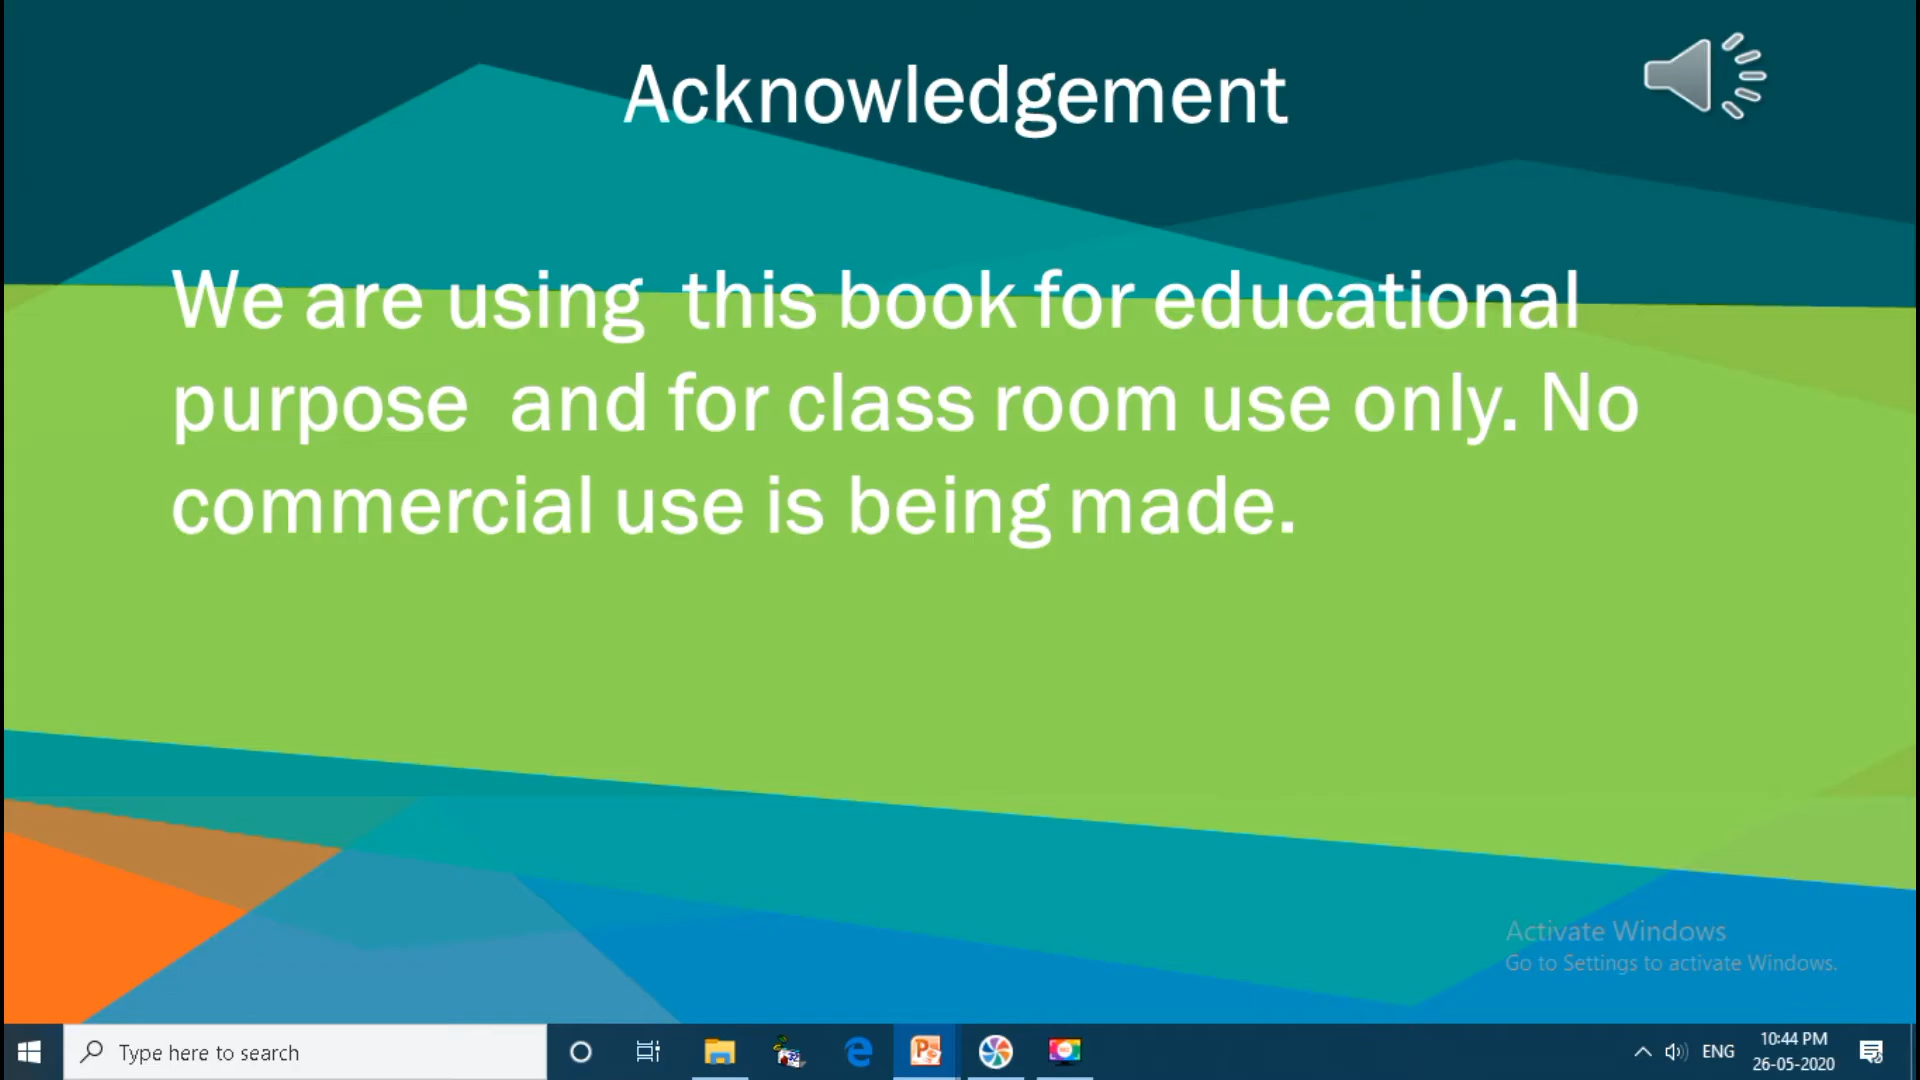 Acknowledgement
We are using  this book for educational
purpose  and for class room use only. No
commercial use is being made.
Activate Windows
Go to Settings to activate Windows.
Type here to search
ENG
10:44 PM
26-05-2020